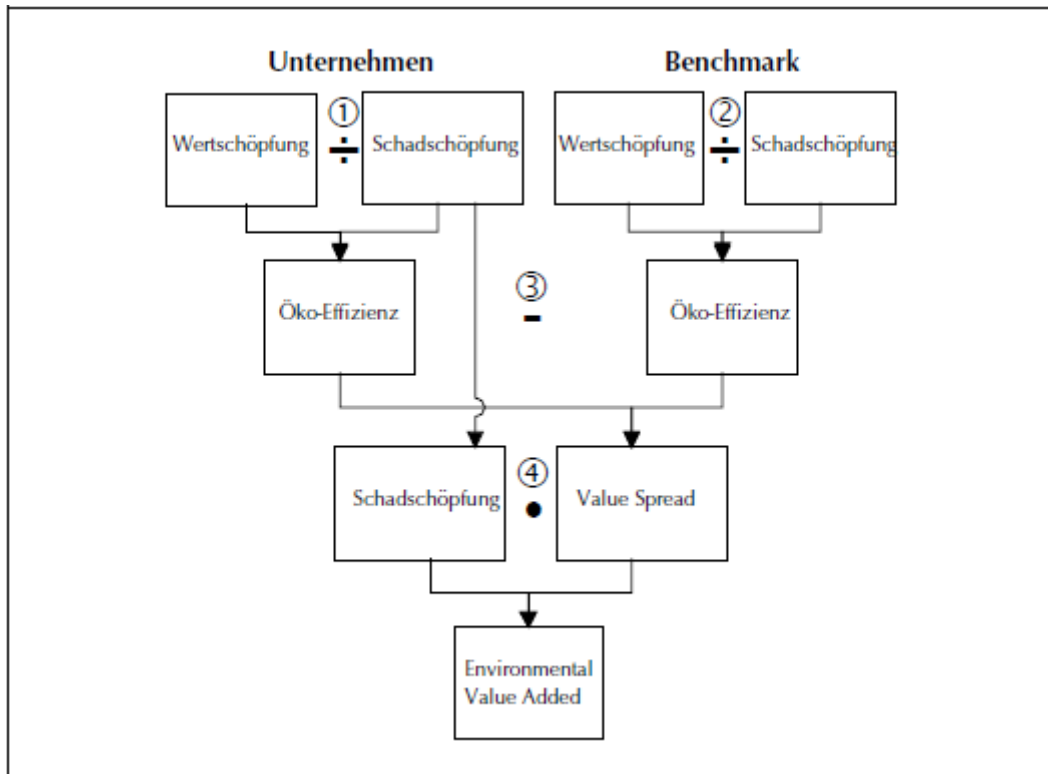 Unternehmen
Benchmark
①
②
Wertschöpfung
÷
Schadschöpfung
Wertschöpfung
÷
Schadschöpfung
③
Öko-Effizienz
-
Öko-Effizienz
④
Schadschöpfung
•
Value Spread
Environmental
Value Added